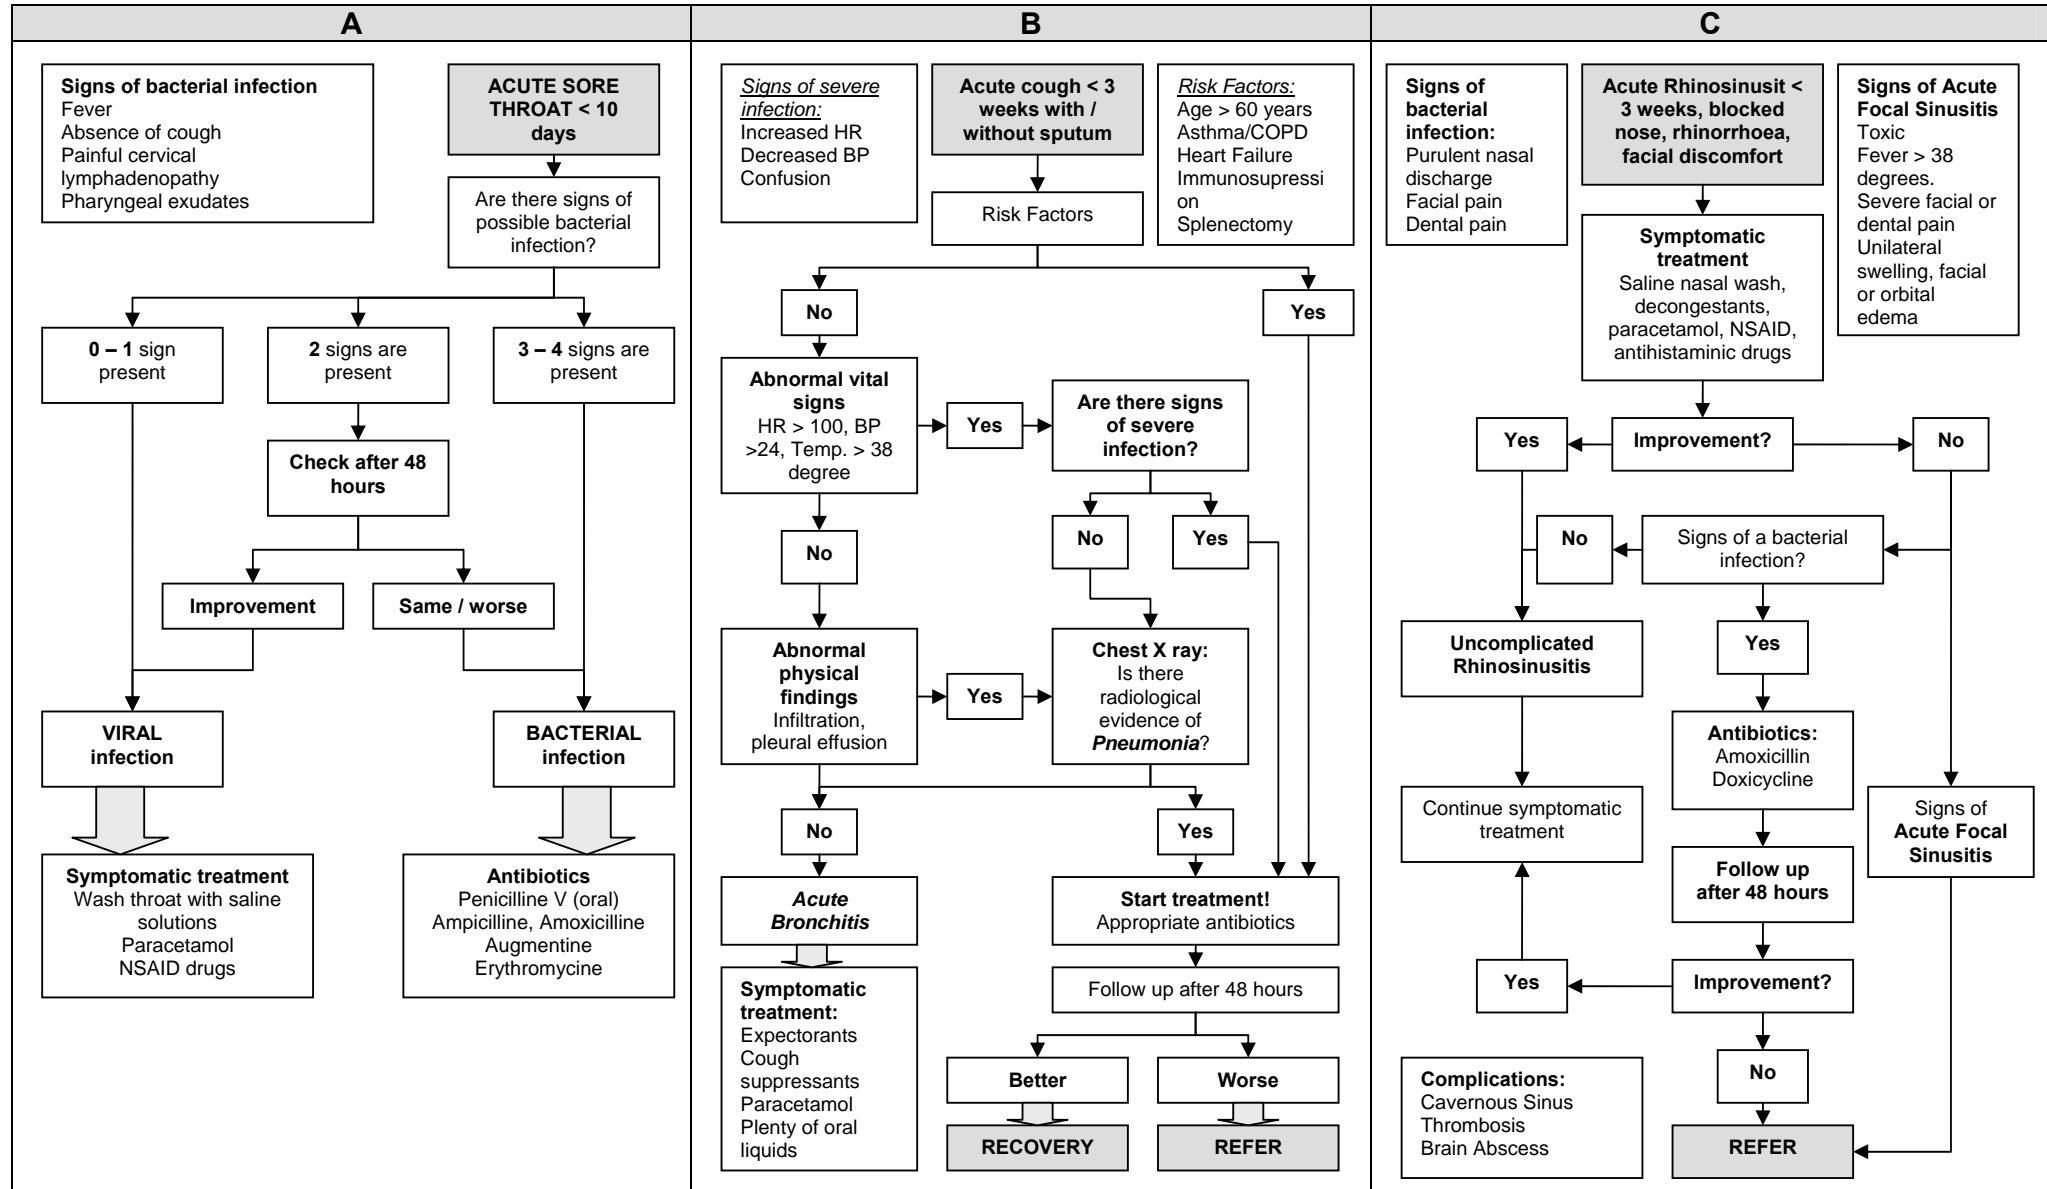 A
Signs of bacterial infection
Fever
Absence of cough
Painful cervical
lymphadenopathy
Pharyngeal exudates
ACUTE SORE
THROAT < 10
days
Are there signs of
possible bacterial
infection?
0 – 1 sign
present
2 signs are
present
3 – 4 signs are
present
Check after 48
hours
Improvement
Same / worse
VIRAL
infection
BACTERIAL
infection
Symptomatic treatment
Wash throat with saline
solutions
Paracetamol
NSAID drugs
Antibiotics
Penicilline V (oral)
Ampicilline, Amoxicilline
Augmentine
Erythromycine
B
Signs of severe
infection:
Increased HR
Decreased BP
Confusion
Acute cough < 3
weeks with /
without sputum
Risk Factors:
Age > 60 years
Asthma/COPD
Heart Failure
Immunosupressi
on
Splenectomy
Risk Factors
No
Yes
Abnormal vital
signs
HR > 100, BP
>24, Temp. > 38
degree
Yes
Are there signs
of severe
infection?
No
No
Yes
Abnormal
physical
findings
Infiltration,
pleural effusion
Yes
Chest X ray:
Is there
radiological
evidence of
Pneumonia?
No
Yes
Acute
Bronchitis
Start treatment!
Appropriate antibiotics
Symptomatic
treatment:
Expectorants
Cough
suppressants
Paracetamol
Plenty of oral
liquids
Follow up after 48 hours
Better
Worse
RECOVERY
REFER
C
Signs of
bacterial
infection:
Purulent nasal
discharge
Facial pain
Dental pain
Acute Rhinosinusit <
3 weeks, blocked
nose, rhinorrhoea,
facial discomfort
Signs of Acute
Focal Sinusitis
Toxic
Fever > 38
degrees.
Severe facial or
dental pain
Unilateral
swelling, facial
or orbital
edema
Symptomatic
treatment
Saline nasal wash,
decongestants,
paracetamol, NSAID,
antihistaminic drugs
Yes
Improvement?
No
No
Signs of a bacterial
infection?
Uncomplicated
Rhinosinusitis
Yes
Antibiotics:
Amoxicillin
Doxicycline
Continue symptomatic
treatment
Signs of
Acute Focal
Sinusitis
Follow up
after 48 hours
Yes
Improvement?
No
Complications:
Cavernous Sinus
Thrombosis
Brain Abscess
REFER